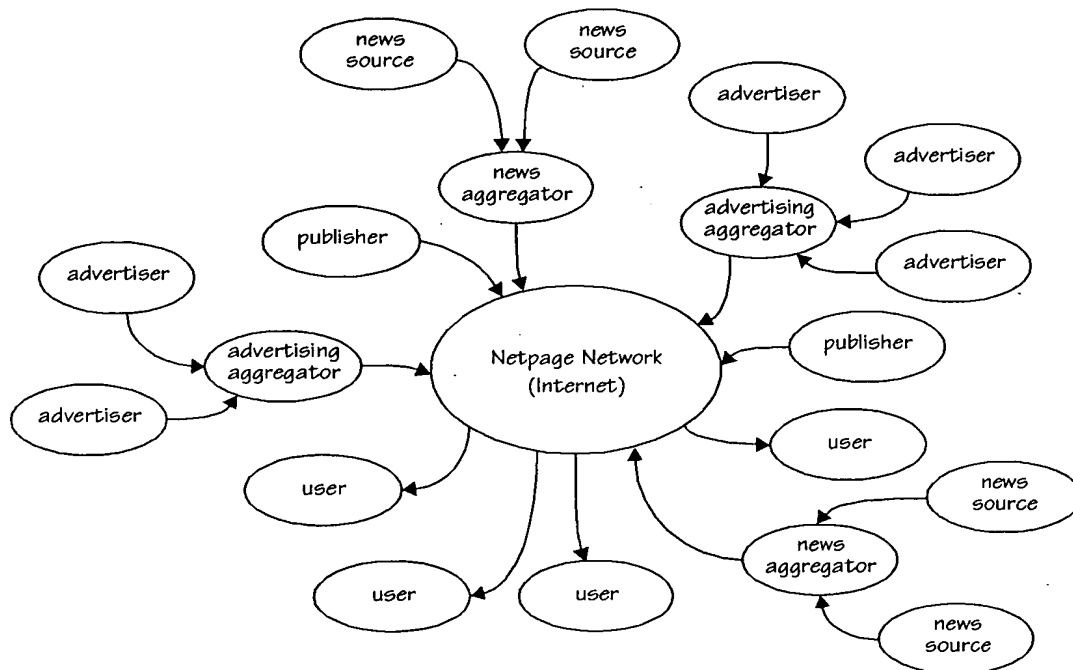 news
source
news
source
advertiser
advertiser
news
aggregator
advertising
aggregator
publisher
advertiser
advertiser
advertising
aggregator
Netpage Network
(Internet)
publisher
advertiser
user
user
news
source
news
aggregator
user
user
news
source